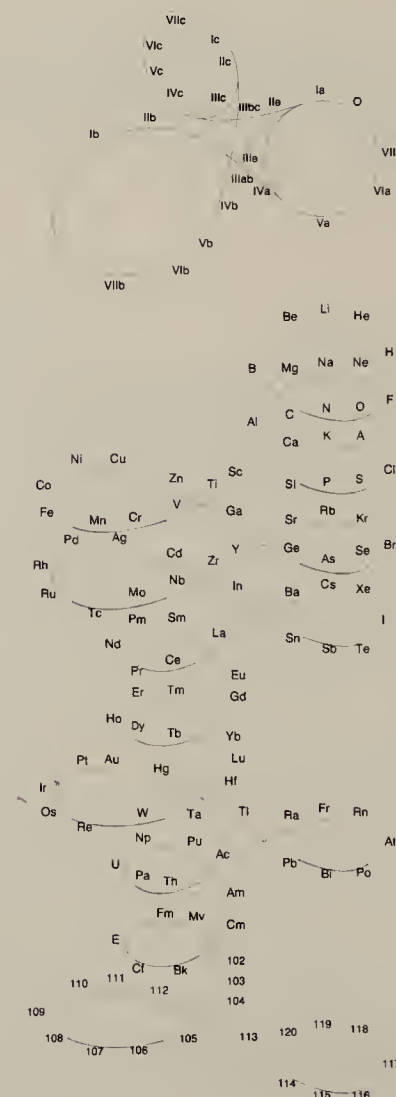 VIIc
Ic
VIc
IIc
Vc
IVc IIIc IIIbc IIe Ia O
IIb
Ib
IIIe VII
IIIab
IVa VIa
IVb
Va
Vb
VIb
VIIb
Be Li He
H
B Mg Na Ne
F
C N O
Al
Ca K A
Ni Cu
Sc Cl
Zn Ti
Co Si P S
V
Fe Ga Rb
Mn Cr Sr Kr
Pd Ag
Y Br
Cd Ge As Se
Rh Zr
Nb In Cs
Ru Mo Ba Xe
Tc Pm Sm I
La
Nd Sn Sb Te
Ce
Pr Eu
Er Tm Gd
Ho
Dy Tb Yb
Pt Au Lu
Hg
Hf
Ir
Os W Ta Tl Ra Fr Rn
Re
Np Pu At
Ac
U Pb Bi Po
Pa Th
Am
Fm Mv
Cm
E
102
Cf Bk
110 111 103
112
104
109
119
120 118
108 105 113
107 106
117
114 115 116